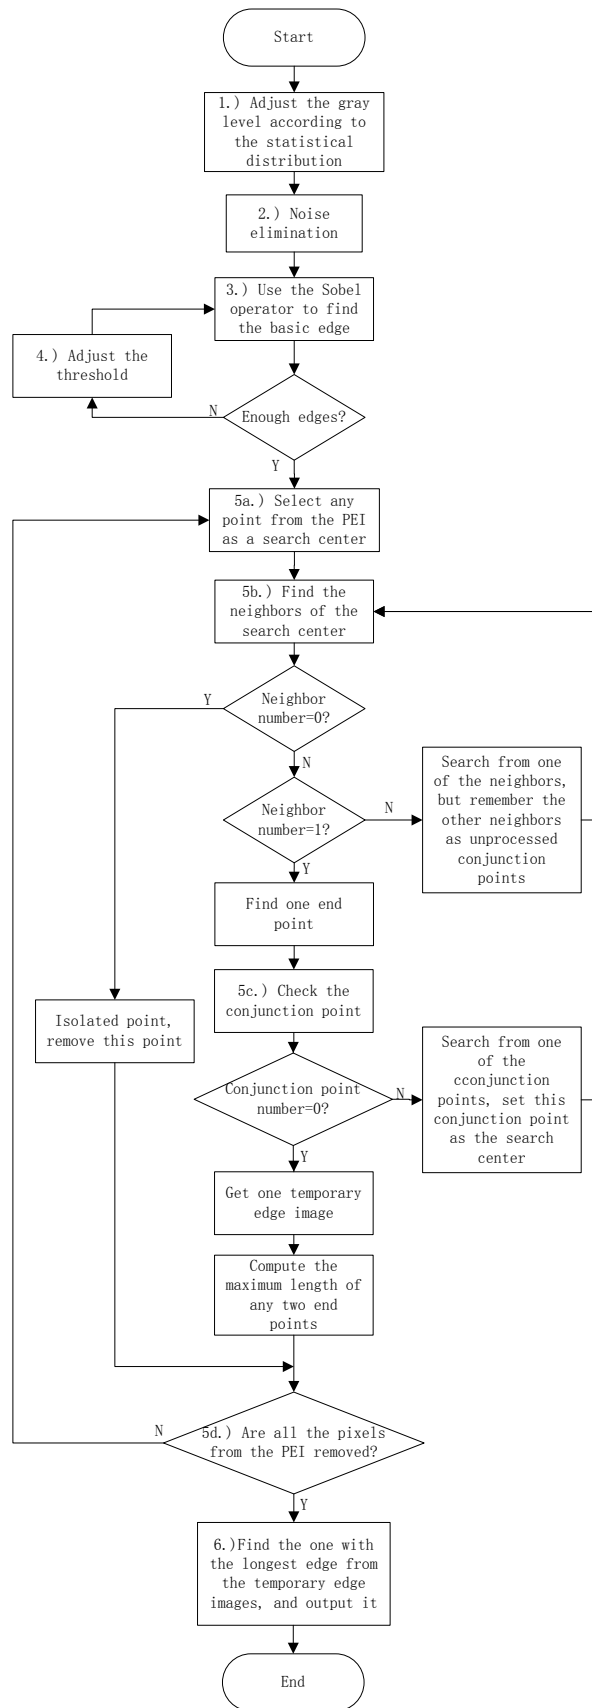 Start
1.) Adjust the gray
level according to
the statistical
distribution
2.) Noise
elimination
3.) Use the Sobel
operator to find
the basic edge
4.) Adjust the
threshold
N
Enough edges?
Y
5a.) Select any
point from the PEI
as a search center
5b.) Find the
neighbors of the
search center
Y
Neighbor
number=0?
N
Neighbor
number=1?
N
Search from one
of the neighbors,
but remember the
other neighbors
as unprocessed
conjunction
points
Y
Find one end
point
5c.) Check the
conjunction point
Isolated point,
remove this point
Conjunction point
number=0?
N
Search from one
of the
cconjunction
points, set this
conjunction point
as the search
center
Y
Get one temporary
edge image
Compute the
maximum length of
any two end
points
N
5d.) Are all the pixels
from the PEI removed?
Y
6.)Find the one with
the longest edge from
the temporary edge
images, and output it
End